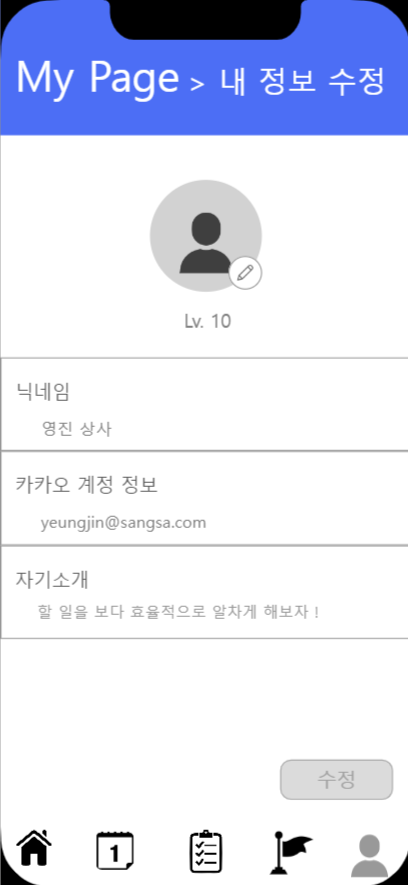 My Page > 내 정보 수정
Lv. 10
닉네임
영진 상사
카카오 계정 정보
yeungjin@sangsa.com
자기소개
할 일을 보다 효율적으로 알차게 해보자 !
수정
1